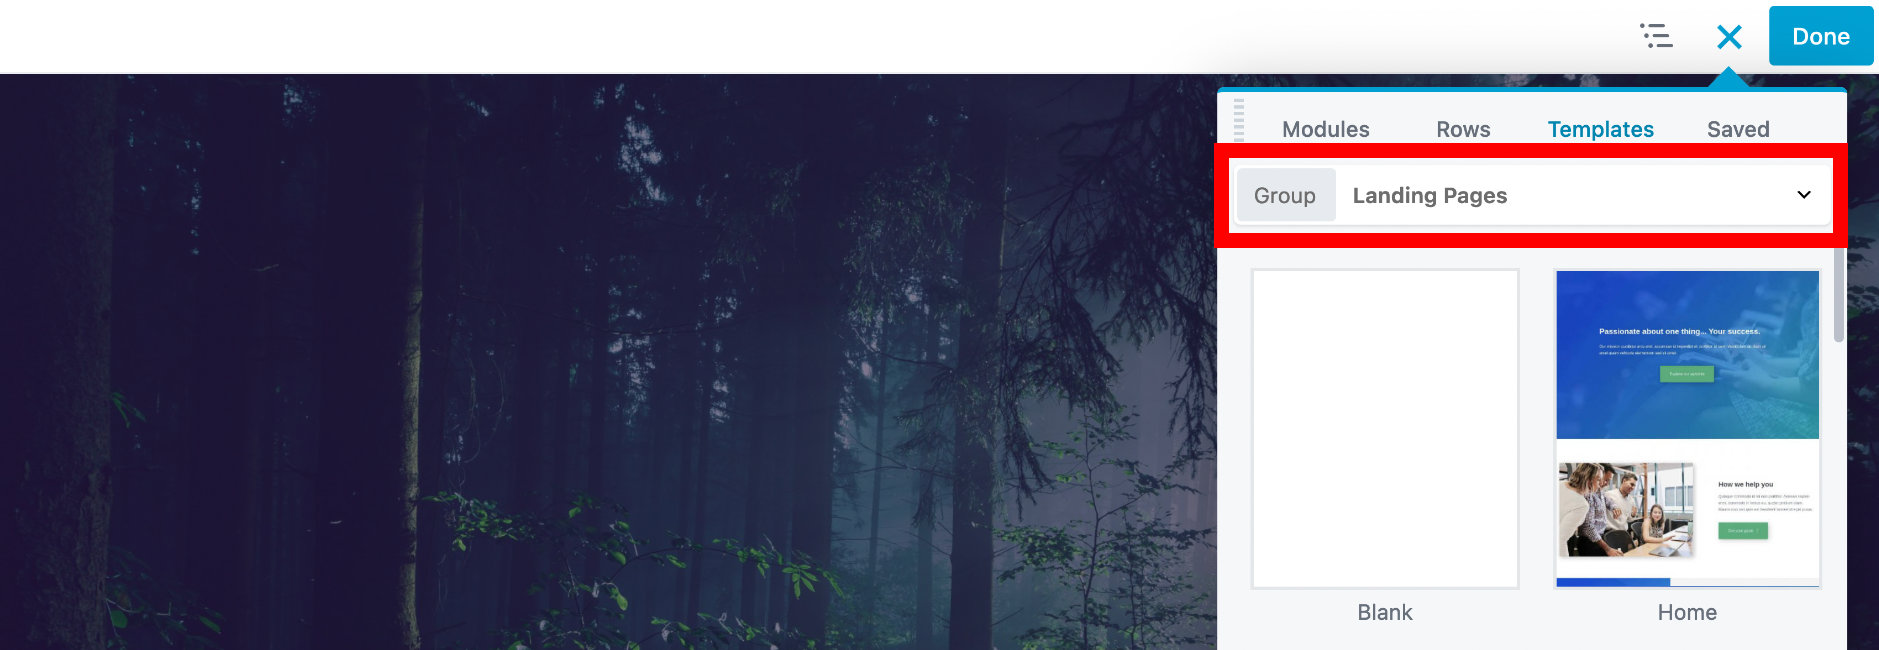 Done
Modules Rows Templates Saved
Group Landing Pages
Passionate about one thing... Your success.
How we help you
Blank
Home